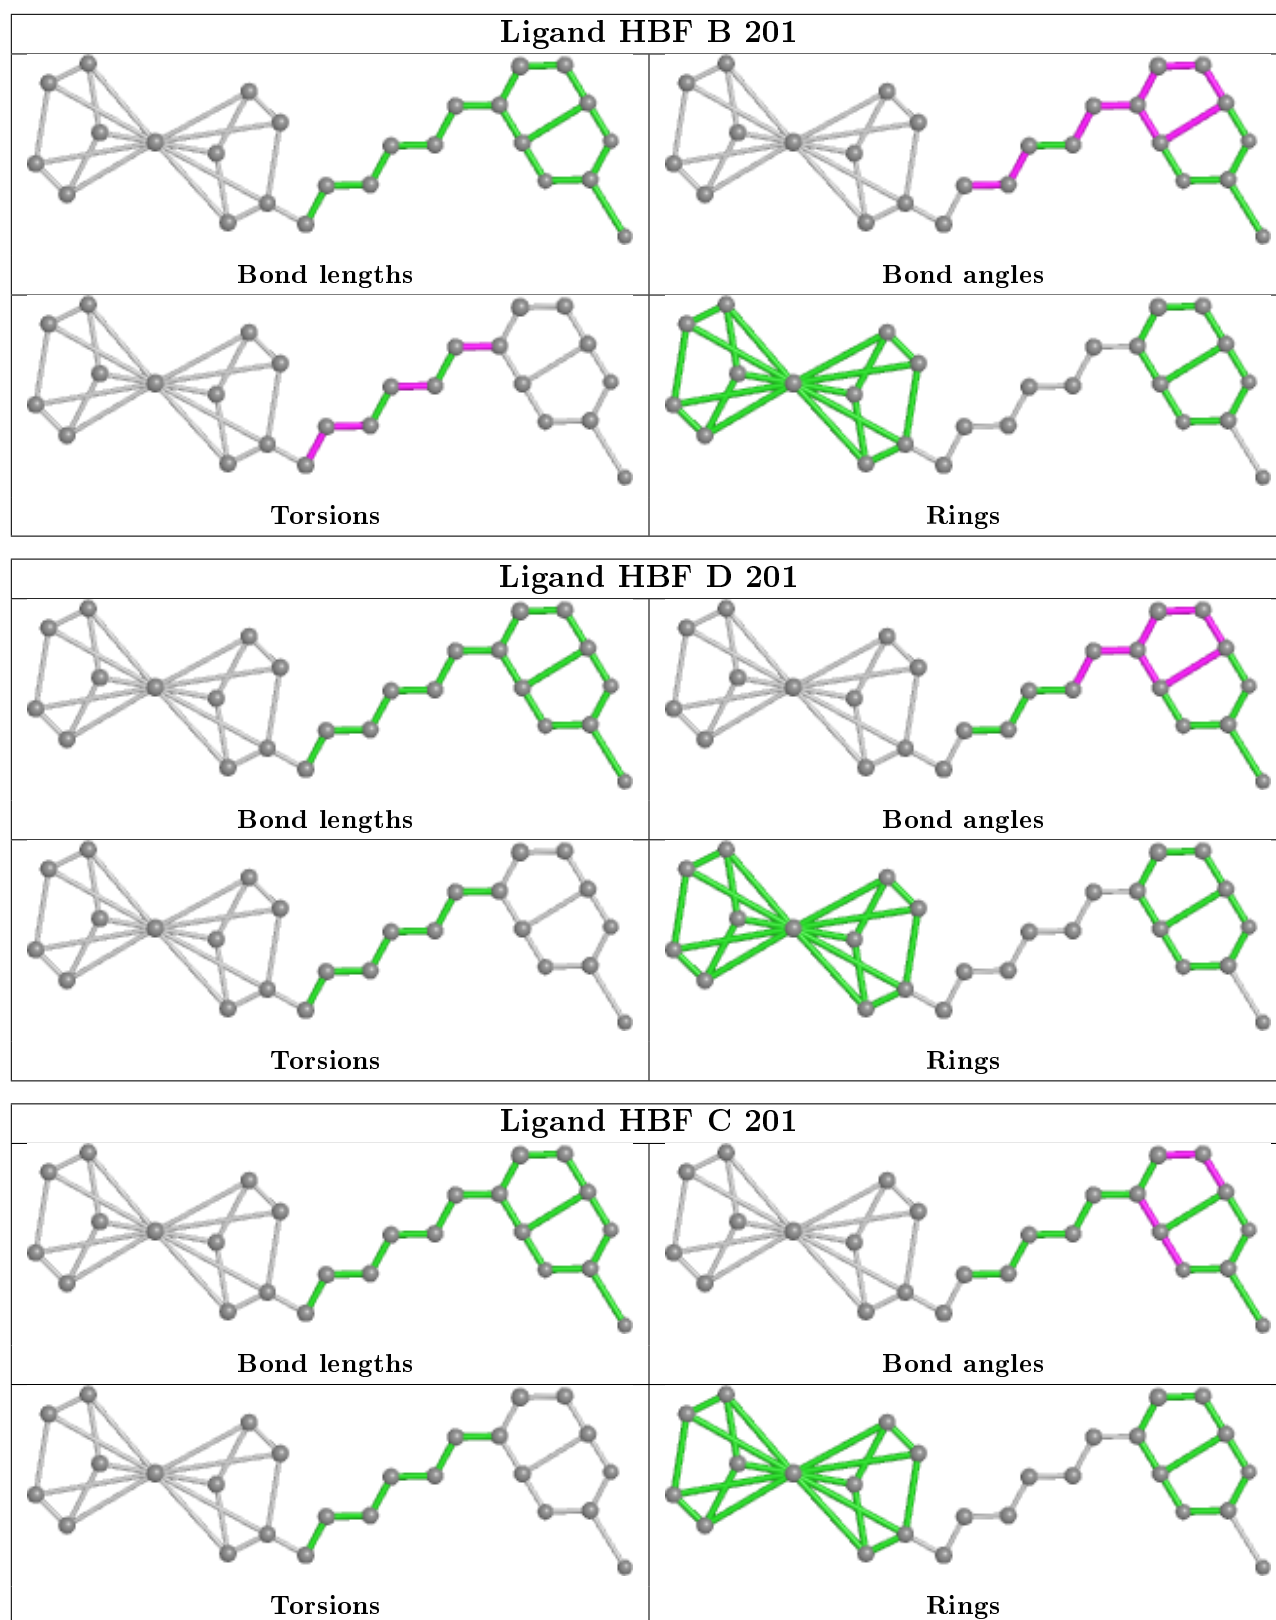 Ligand HBF B 201
Bond lengths
Bond angles
Torsions
Rings
Ligand HBF D 201
Bond lengths
Bond angles
Torsions
Rings
Ligand HBF C 201
Bond lengths
Bond angles
Torsions
Rings